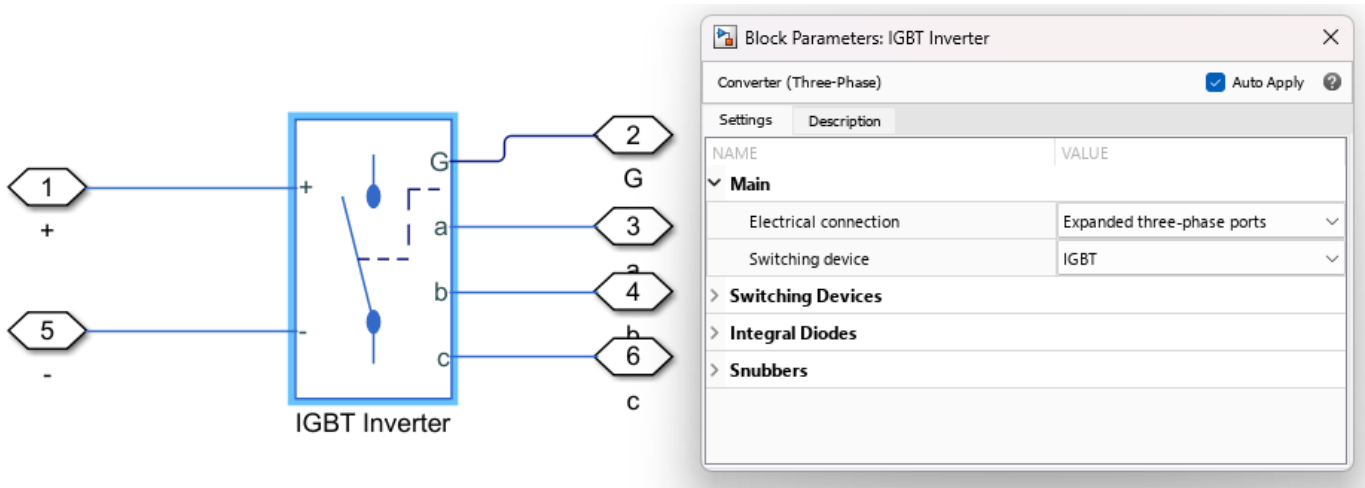 1
+
5
-
+
-
G
a
b
c
IGBT Inverter
2
G
3
a
4
b
6
c
Block Parameters: IGBT Inverter
Converter (Three-Phase)
Auto Apply
Settings Description
NAME VALUE
Main
Electrical connection Expanded three-phase ports
Switching device IGBT
Switching Devices
Integral Diodes
Snubbers